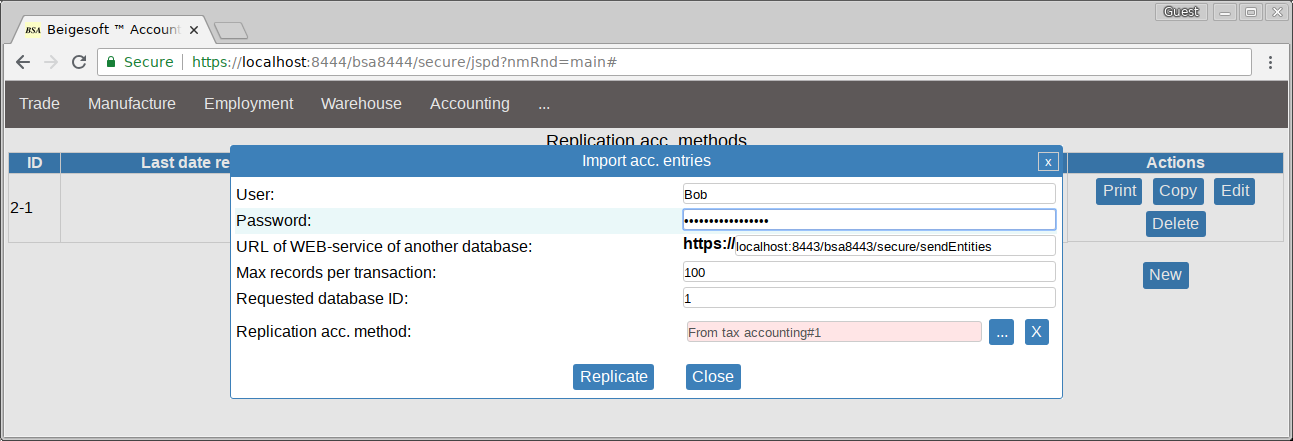 Guest
BSA Beigesoft ™ Account
Secure https://localhost:8444/bsa8444/secure/jspd?nmRnd=main#
Trade Manufacture Employment Warehouse Accounting ...
Replication acc. methods
ID Last date re Actions
Import acc. entries x
User: Bob
Password: •••••••••••••••••
URL of WEB-service of another database: https://localhost:8443/bsa8443/secure/sendEntities
Max records per transaction: 100
Requested database ID: 1
Replication acc. method: From tax accounting#1 ... X
Replicate Close
2-1
Print Copy Edit
Delete
New